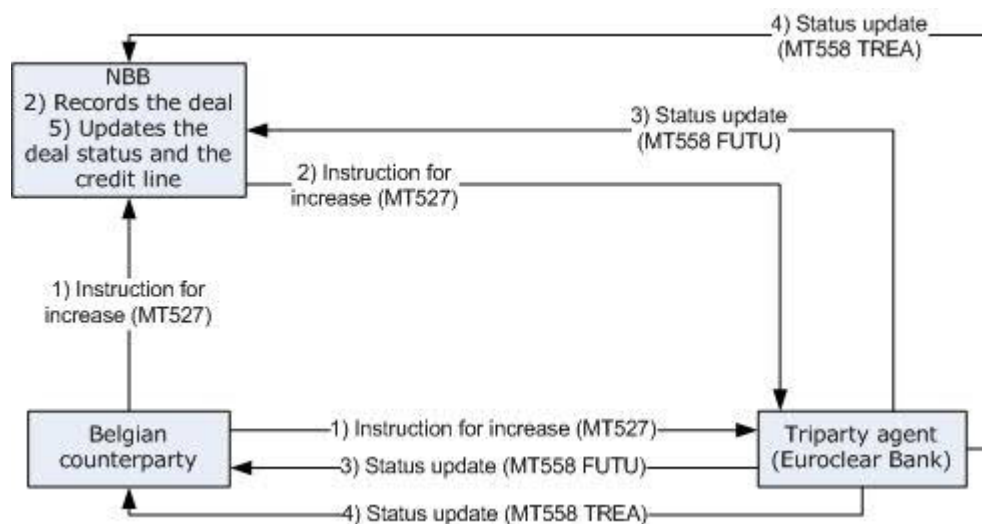 4) Status update
(MT558 TREA)
NBB
2) Records the deal
5) Updates the
deal status and the
credit line
3) Status update
(MT558 FUTU)
2) Instruction for
increase (MT527)
1) Instruction for
increase (MT527)
Belgian
counterparty
1) Instruction for increase (MT527)
3) Status update (MT558 FUTU)
4) Status update (MT558 TREA)
Triparty agent
(Euroclear Bank)